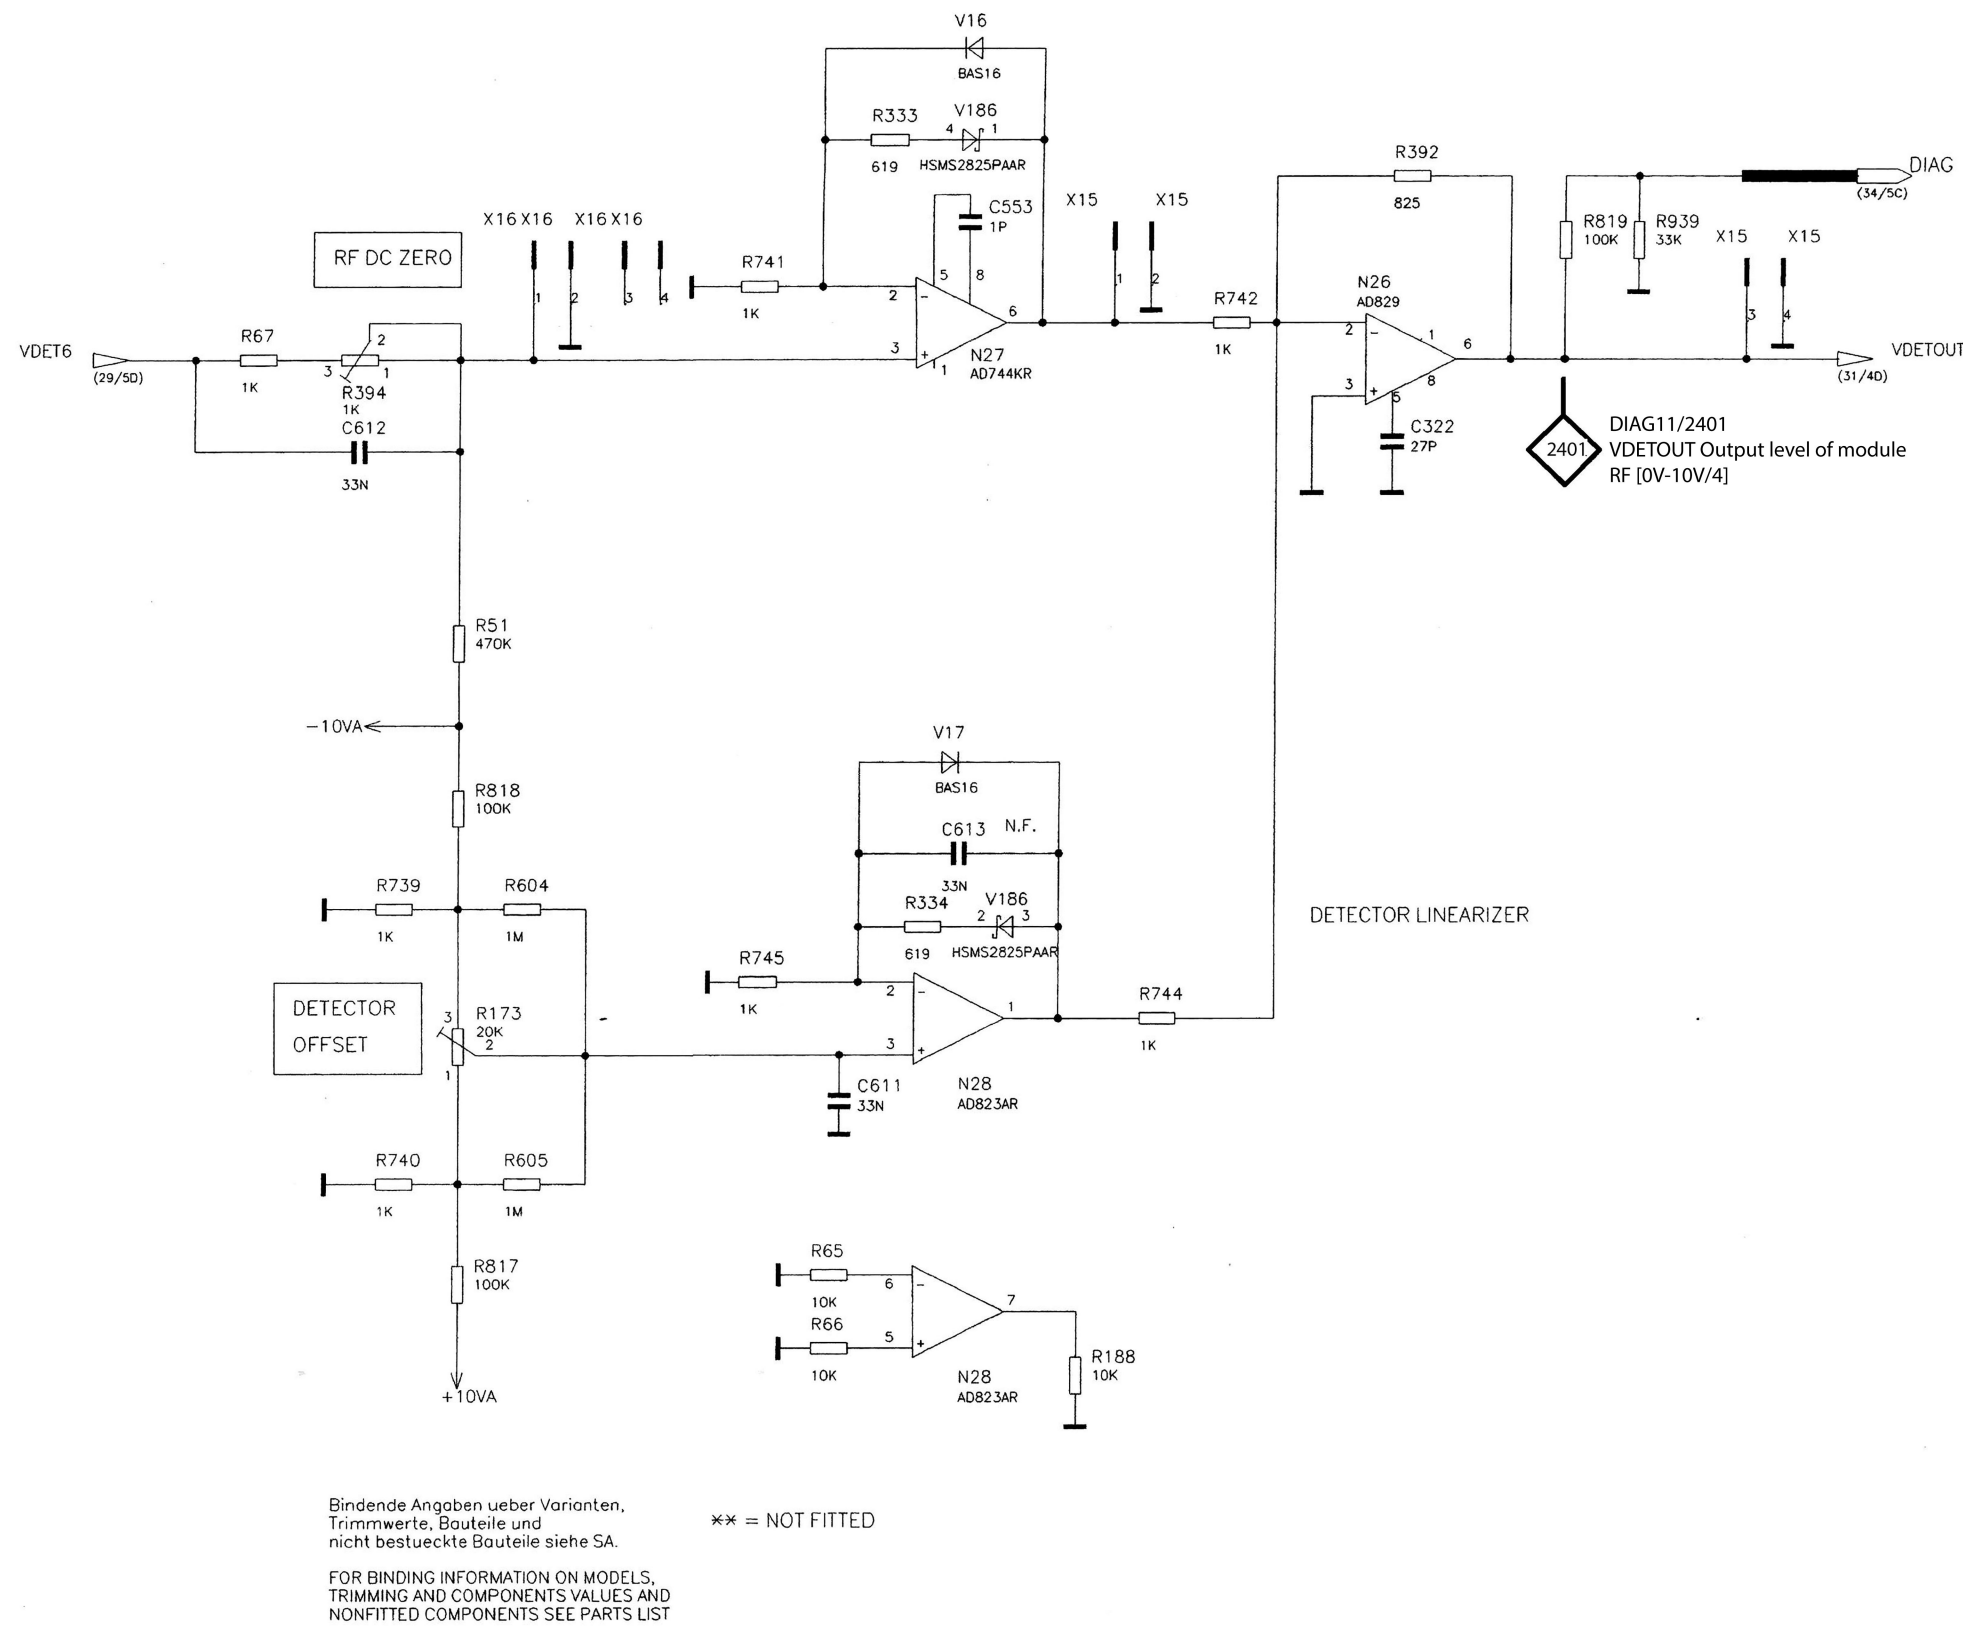 V16
BAS16
R333
V186
4
1
619
HSMS2825PAAR
R392
825
DIAG
(34/5C)
C553
1P
X16 X16
X16 X16
X15
X15
R819
100K
R939
33K
X15
X15
RF DC ZERO
R741
1K
5
8
2
−
1
2
3
4
1
2
R742
1K
N26
AD829
3
4
6
2
−
1
6
R67
1K
2
3
1
R394
1K
3
+
1
N27
AD744KR
VDET6
(29/5D)
VDETOUT
(31/4D)
3
+
5
8
C612
33N
C322
27P
2401
DIAG11/2401
VDETOUT Output level of module
RF [0V-10V/4]
R51
470K
−10VA
V17
BAS16
R818
100K
C613
N.F.
33N
R739
1K
R604
1M
R334
V186
2
3
619
HSMS2825PAAR
DETECTOR LINEARIZER
R745
1K
2
−
DETECTOR
OFFSET
3
R173
20K
2
1
1
R744
1K
3
+
C611
33N
N28
AD823AR
R740
1K
R605
1M
R817
100K
+10VA
R65
10K
6
−
7
R66
10K
5
+
N28
AD823AR
R188
10K
Bindende Angaben ueber Varianten,
Trimmwerte, Bauteile und
nicht bestueckte Bauteile siehe SA.
** = NOT FITTED
FOR BINDING INFORMATION ON MODELS,
TRIMMING AND COMPONENTS VALUES AND
NONFITTED COMPONENTS SEE PARTS LIST